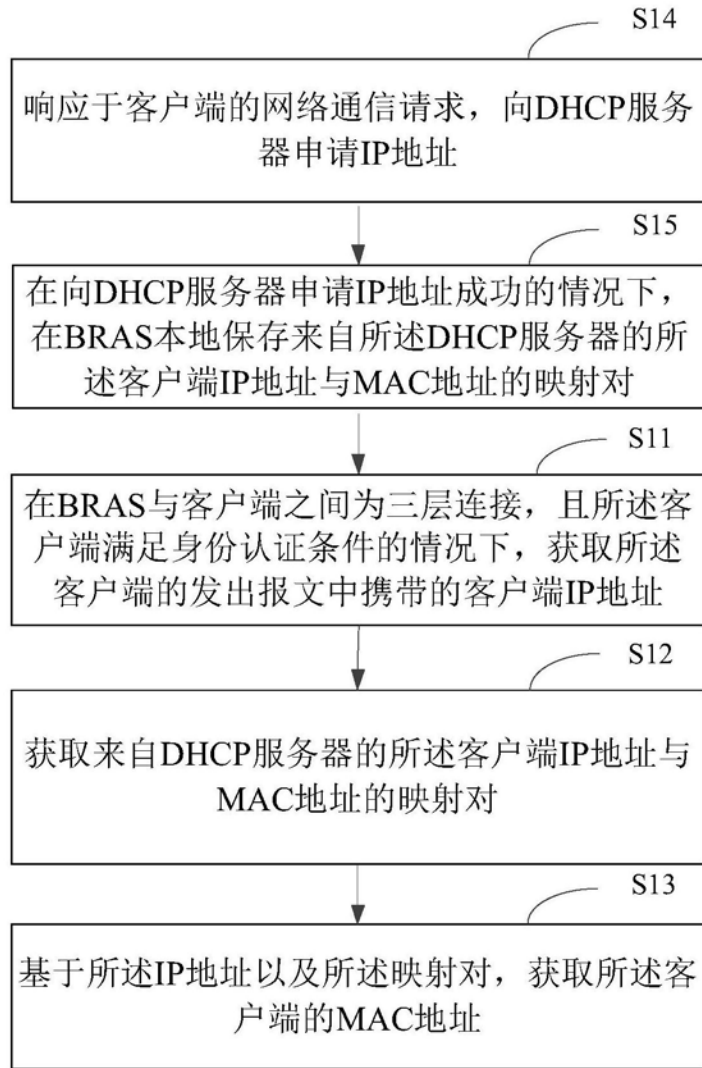 S14
响应于客户端的网络通信请求，向DHCP服务
器申请IP地址
S15
在向DHCP服务器申请IP地址成功的情况下，
在BRAS本地保存来自所述DHCP服务器的所
述客户端IP地址与MAC地址的映射对
S11
在BRAS与客户端之间为三层连接，且所述客
户端满足身份认证条件的情况下，获取所述
客户端的发出报文中携带的客户端IP地址
S12
获取来自DHCP服务器的所述客户端IP地址与
MAC地址的映射对
S13
基于所述IP地址以及所述映射对，获取所述客
户端的MAC地址